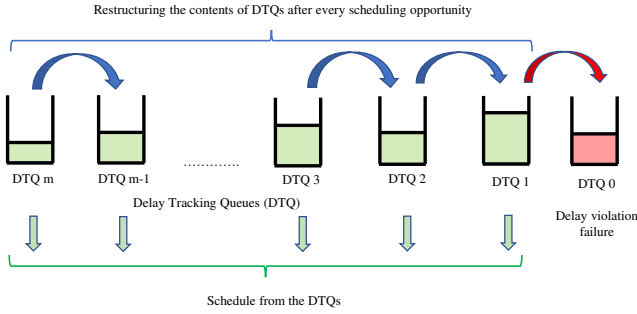 Restructuring the contents of DTQs after every scheduling opportunity
DTQ m
DTQ m-1
………….
DTQ 3
DTQ 2
DTQ 1
DTQ 0
Delay Tracking Queues (DTQ)
Delay violation
failure
Schedule from the DTQs